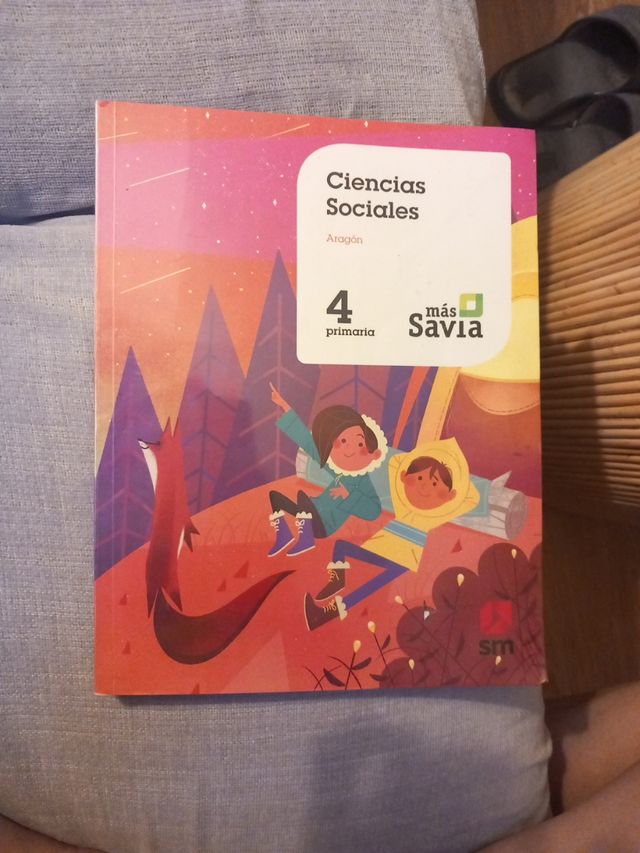 Ciencias
Sociales
Aragón
4
primaria
más
Savia
sm